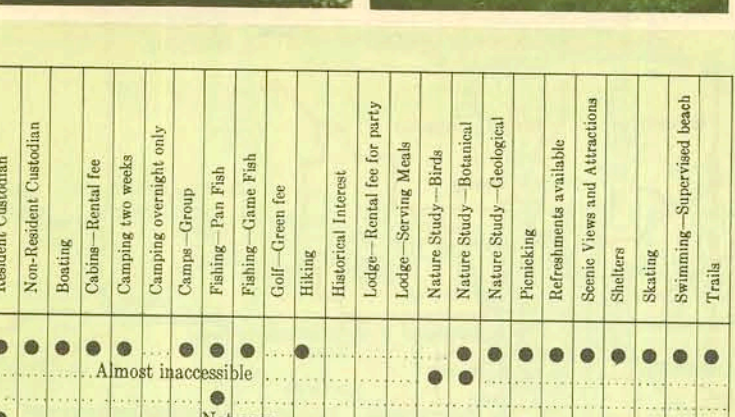 Resident Custodian
Non-Resident Custodian
Boating
Cabins—Rental fee
Camping two weeks
Camping overnight only
Camps—Group
Fishing—Pan Fish
Fishing—Game Fish
Golf—Green fee
Hiking
Historical Interest
Lodge—Rental fee for party
Lodge—Serving Meals
Nature Study—Birds
Nature Study—Botanical
Nature Study—Geological
Picnicking
Refreshments available
Scenic Views and Attractions
Shelters
Skating
Swimming—Supervised beach
Trails
Almost inaccessible